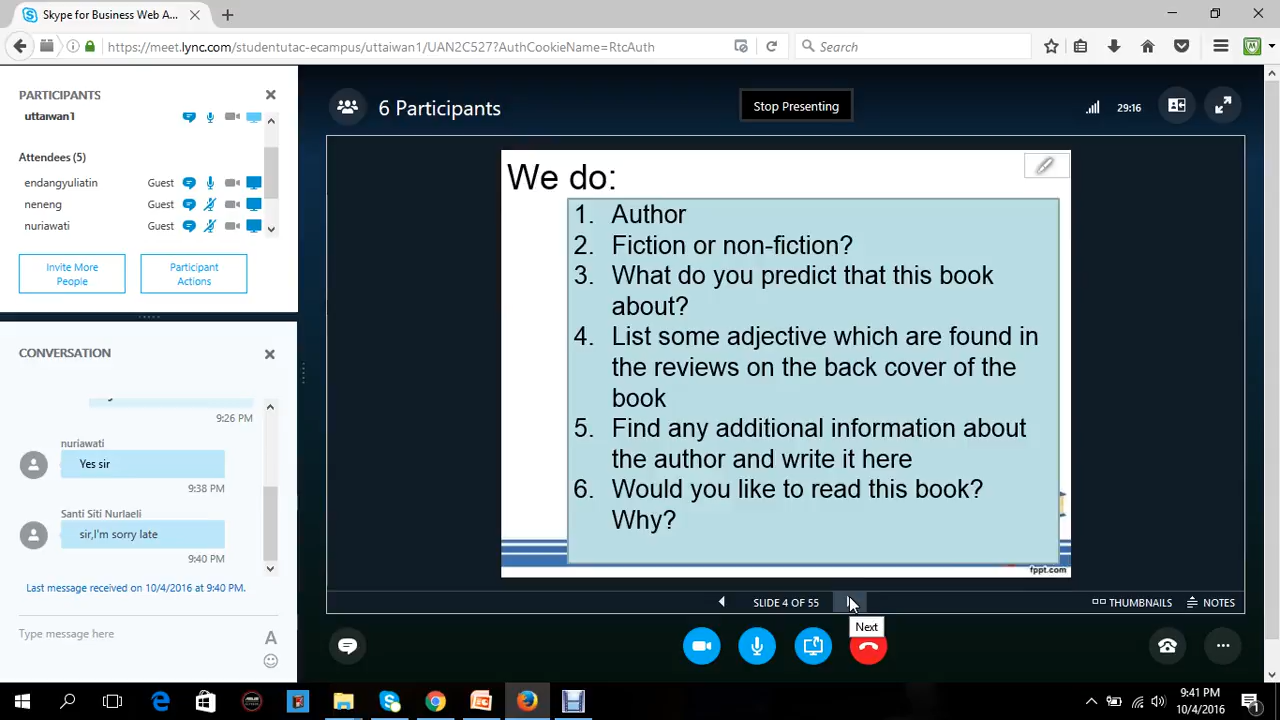 Skype for Business Web A...
https://meet.lync.com/studentutac-ecampus/uttaiwan1/UAN2C527?AuthCookieName=RtcAuth
Search
PARTICIPANTS
uttaiwan1
Attendees (5)
endangyuliatin Guest
neneng Guest
nuriawati Guest
Invite More
People
Participant
Actions
CONVERSATION
9:26 PM
nuriawati
Yes sir
9:38 PM
Santi Siti Nurlaeli
sir,I'm sorry late
9:40 PM
Last message received on 10/4/2016 at 9:40 PM.
Type message here
A
6 Participants
Stop Presenting
29:16
We do:
1. Author
2. Fiction or non-fiction?
3. What do you predict that this book
about?
4. List some adjective which are found in
the reviews on the back cover of the
book
5. Find any additional information about
the author and write it here
6. Would you like to read this book?
Why?
fppt.com
SLIDE 4 OF 55
THUMBNAILS
NOTES
Next
9:41 PM
10/4/2016
1